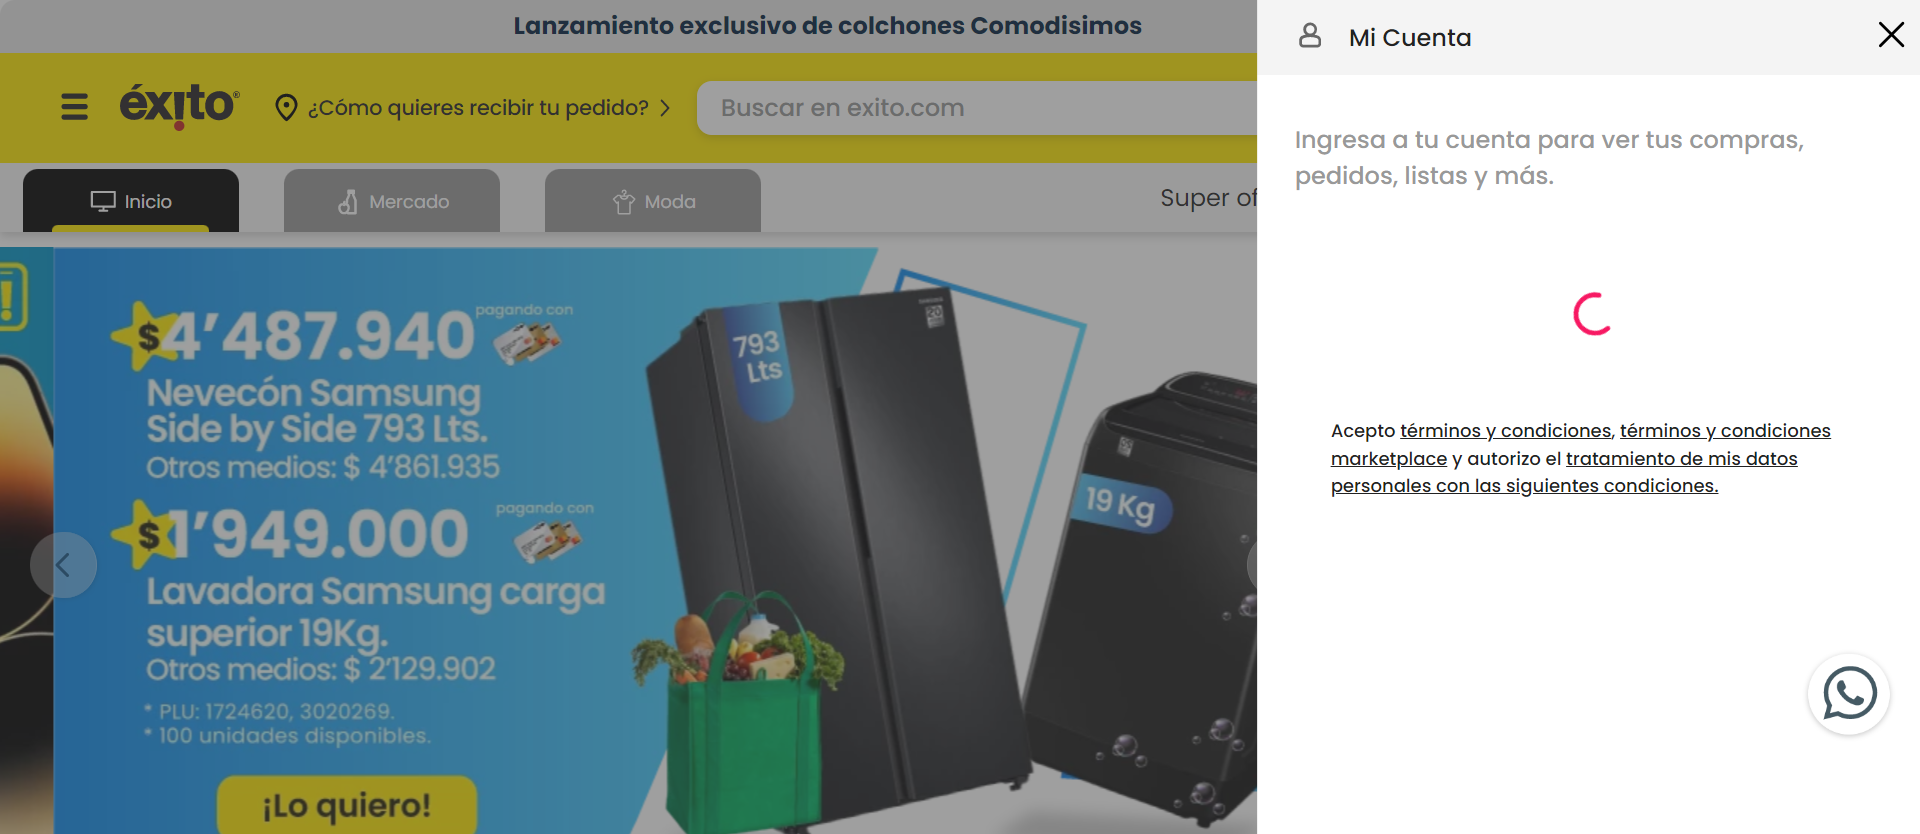 Lanzamiento exclusivo de colchones Comodisimos
Mi Cuenta
éxito®
¿Cómo quieres recibir tu pedido?
Buscar en exito.com
Inicio
Mercado
Moda
Super of
Ingresa a tu cuenta para ver tus compras,
pedidos, listas y más.
$4'487.940
pagando con
Nevecón Samsung
Side by Side 793 Lts.
Otros medios: $ 4'861.935
$1'949.000
pagando con
Lavadora Samsung carga
superior 19Kg.
Otros medios: $ 2'129.902
* PLU: 1724620, 3020269.
* 100 unidades disponibles.
¡Lo quiero!
793
Lts
19 Kg
Acepto términos y condiciones, términos y condiciones
marketplace y autorizo el tratamiento de mis datos
personales con las siguientes condiciones.